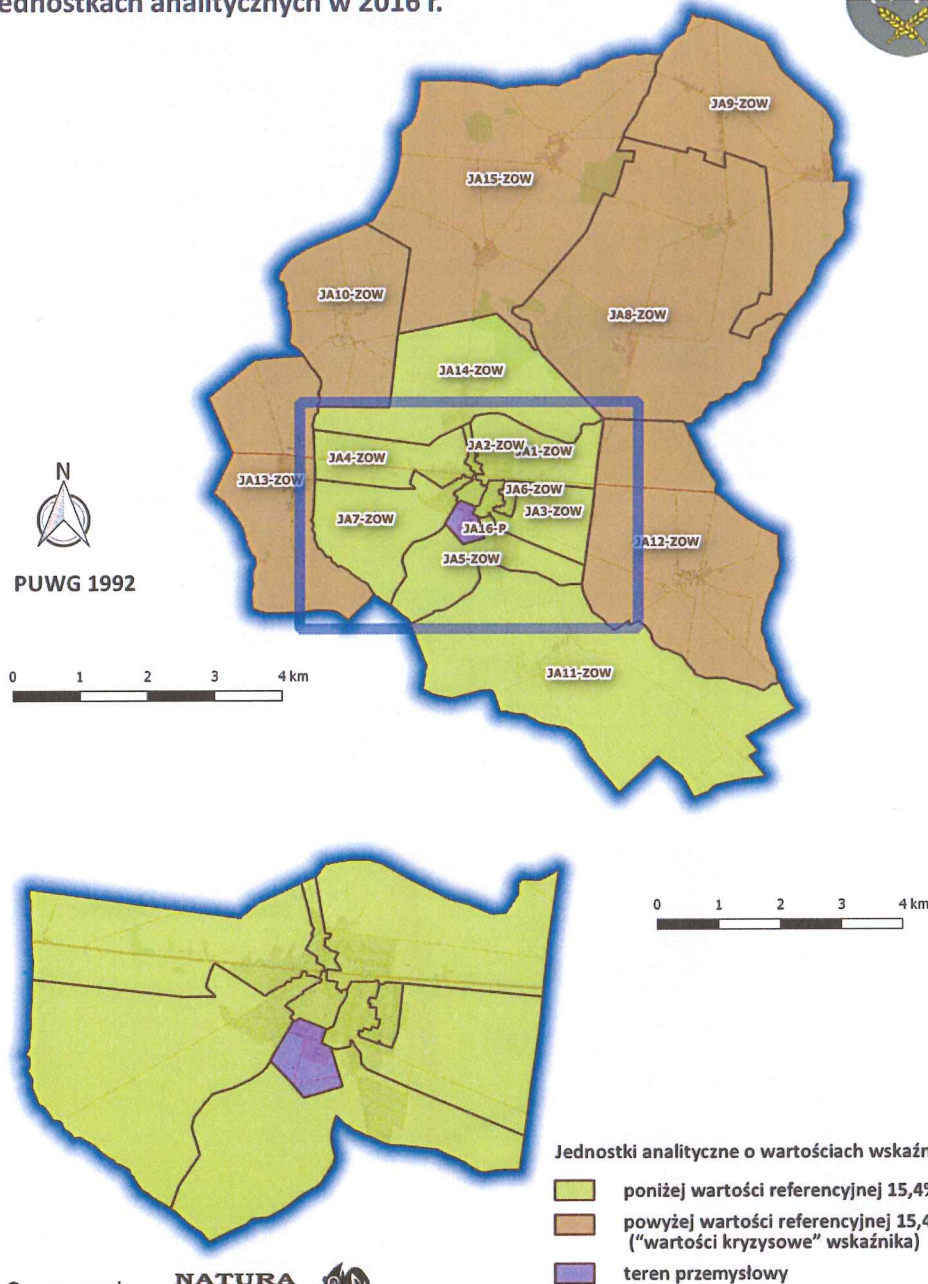 jednostkach analitycznych w 2016 r.
JA9-ZOW
JA15-ZOW
JA10-ZOW
JA8-ZOW
JA14-ZOW
JA2-ZOW
JA1-ZOW
JA4-ZOW
JA13-ZOW
JA6-ZOW
JA3-ZOW
JA7-ZOW
JA16-P
JA12-ZOW
JA5-ZOW
JA11-ZOW
N
PUWG 1992
0 1 2 3 4 km
0 1 2 3 4 km
Jednostki analityczne o wartościach wskaźn
poniżej wartości referencyjnej 15,4%
powyżej wartości referencyjnej 15,4
("wartości kryzysowe" wskaźnika)
teren przemysłowy
NATURA